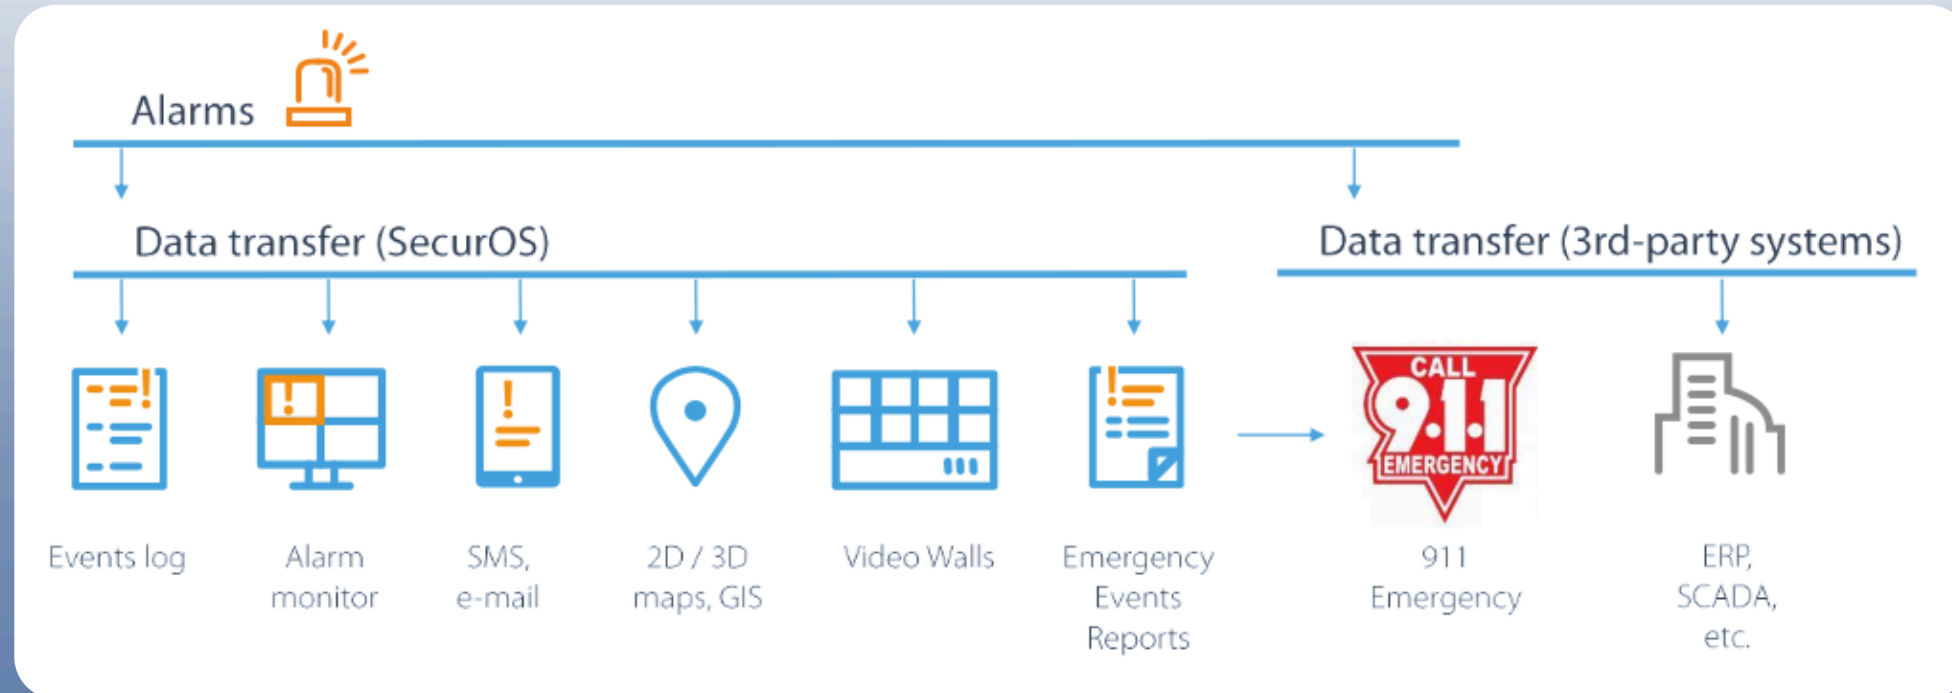 Alarms
Data transfer (SecurOS)
Data transfer (3rd-party systems)
CALL
9.1.1
EMERGENCY
Events log
Alarm
monitor
SMS,
e-mail
2D / 3D
maps, GIS
Video Walls
Emergency
Events
Reports
911
Emergency
ERP,
SCADA,
etc.